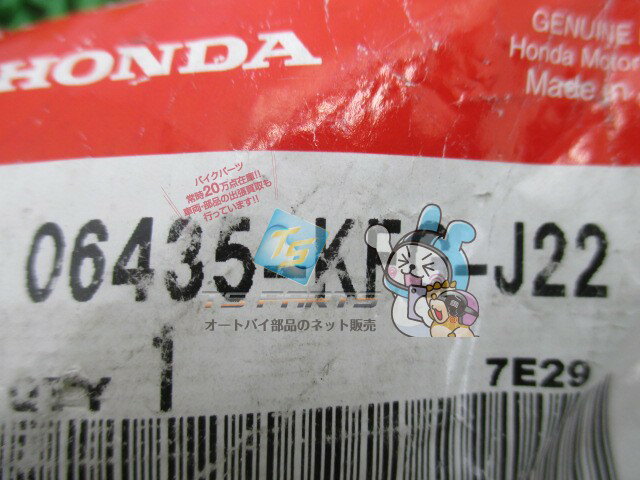 HONDA
GENUINE
Honda Motor
Made in
バイクパーツ
常時20万点在庫!!
車両・部品の出張買取も
行っています!!
TS
TS PARTS
オートバイ部品のネット販売
-J22
QTY 1
7E29